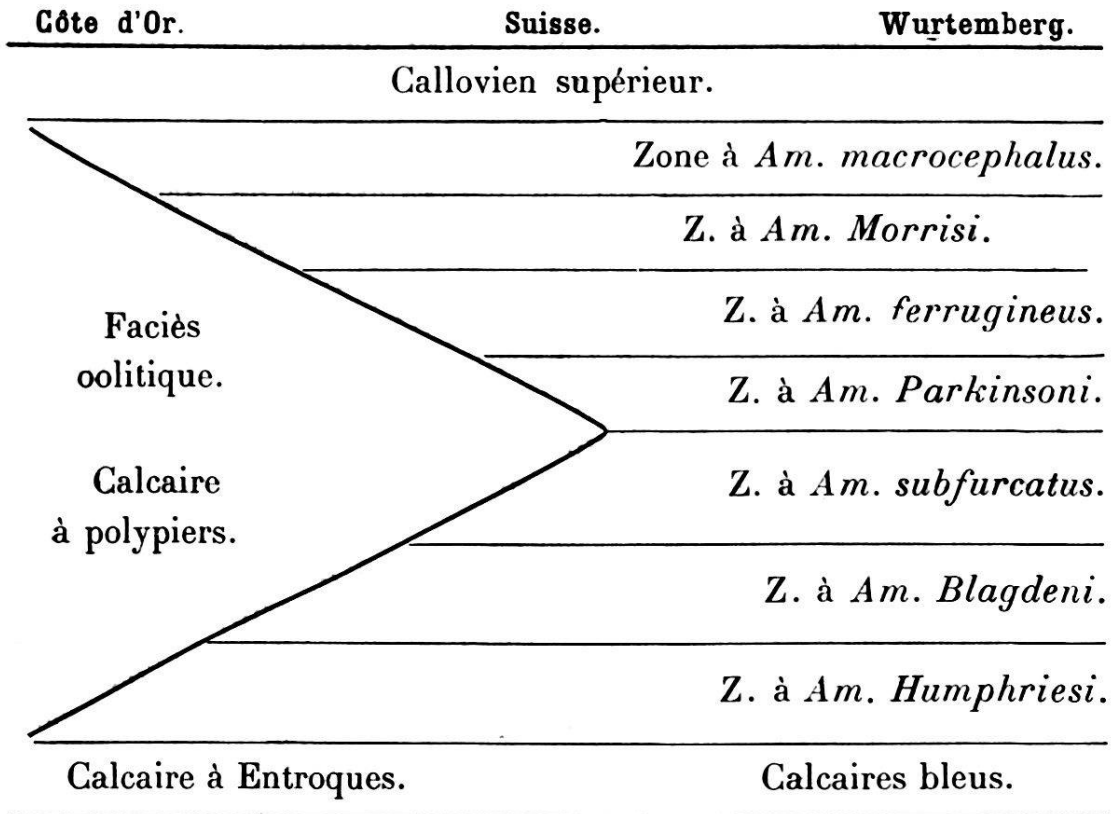 Côte d'Or. Suisse. Wurtemberg.
Callovien supérieur.
Zone à Am. macrocephalus.
Z. à Am. Morrisi.
Z. à Am. ferrugineus.
Faciès
oolitique.
Z. à Am. Parkinsoni.
Calcaire
à polypiers.
Z. à Am. subfurcatus.
Z. à Am. Blagdeni.
Z. à Am. Humphriesi.
Calcaire à Entroques. Calcaires bleus.